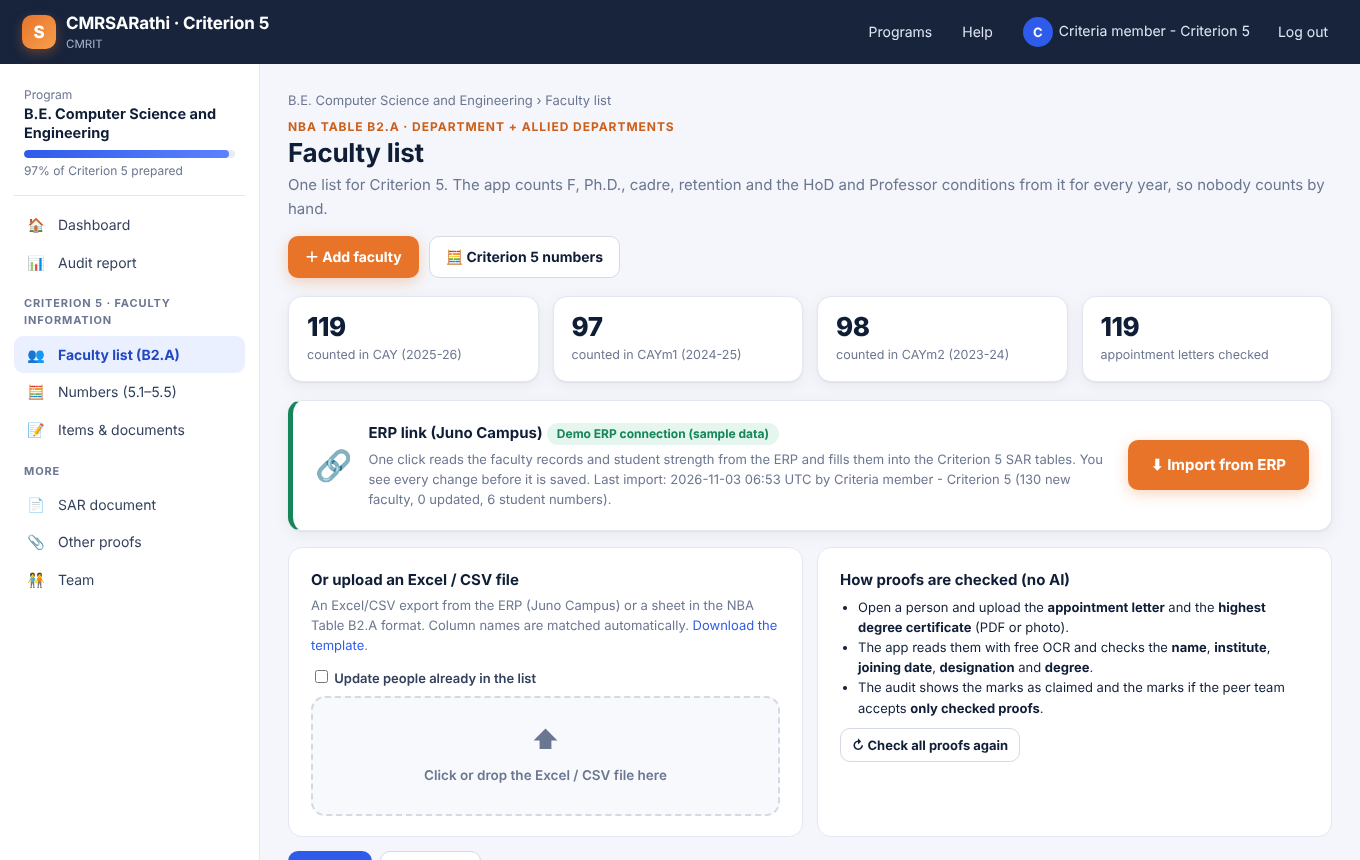 S
CMRSARathi · Criterion 5
CMRIT
Programs
Help
C
Criteria member - Criterion 5
Log out
Program
B.E. Computer Science and
Engineering
97% of Criterion 5 prepared
Dashboard
Audit report
CRITERION 5 · FACULTY
INFORMATION
Faculty list (B2.A)
Numbers (5.1–5.5)
Items & documents
MORE
SAR document
Other proofs
Team
B.E. Computer Science and Engineering › Faculty list
NBA TABLE B2.A · DEPARTMENT + ALLIED DEPARTMENTS
Faculty list
One list for Criterion 5. The app counts F, Ph.D., cadre, retention and the HoD and Professor conditions from it for every year, so nobody counts by
hand.
+ Add faculty
Criterion 5 numbers
119
counted in CAY (2025-26)
97
counted in CAYm1 (2024-25)
98
counted in CAYm2 (2023-24)
119
appointment letters checked
ERP link (Juno Campus) Demo ERP connection (sample data)
One click reads the faculty records and student strength from the ERP and fills them into the Criterion 5 SAR tables. You
see every change before it is saved. Last import: 2026-11-03 06:53 UTC by Criteria member - Criterion 5 (130 new
faculty, 0 updated, 6 student numbers).
⬇ Import from ERP
Or upload an Excel / CSV file
An Excel/CSV export from the ERP (Juno Campus) or a sheet in the NBA
Table B2.A format. Column names are matched automatically. Download the
template.
Update people already in the list
Click or drop the Excel / CSV file here
How proofs are checked (no AI)
• Open a person and upload the appointment letter and the highest
degree certificate (PDF or photo).
• The app reads them with free OCR and checks the name, institute,
joining date, designation and degree.
• The audit shows the marks as claimed and the marks if the peer team
accepts only checked proofs.
↻ Check all proofs again